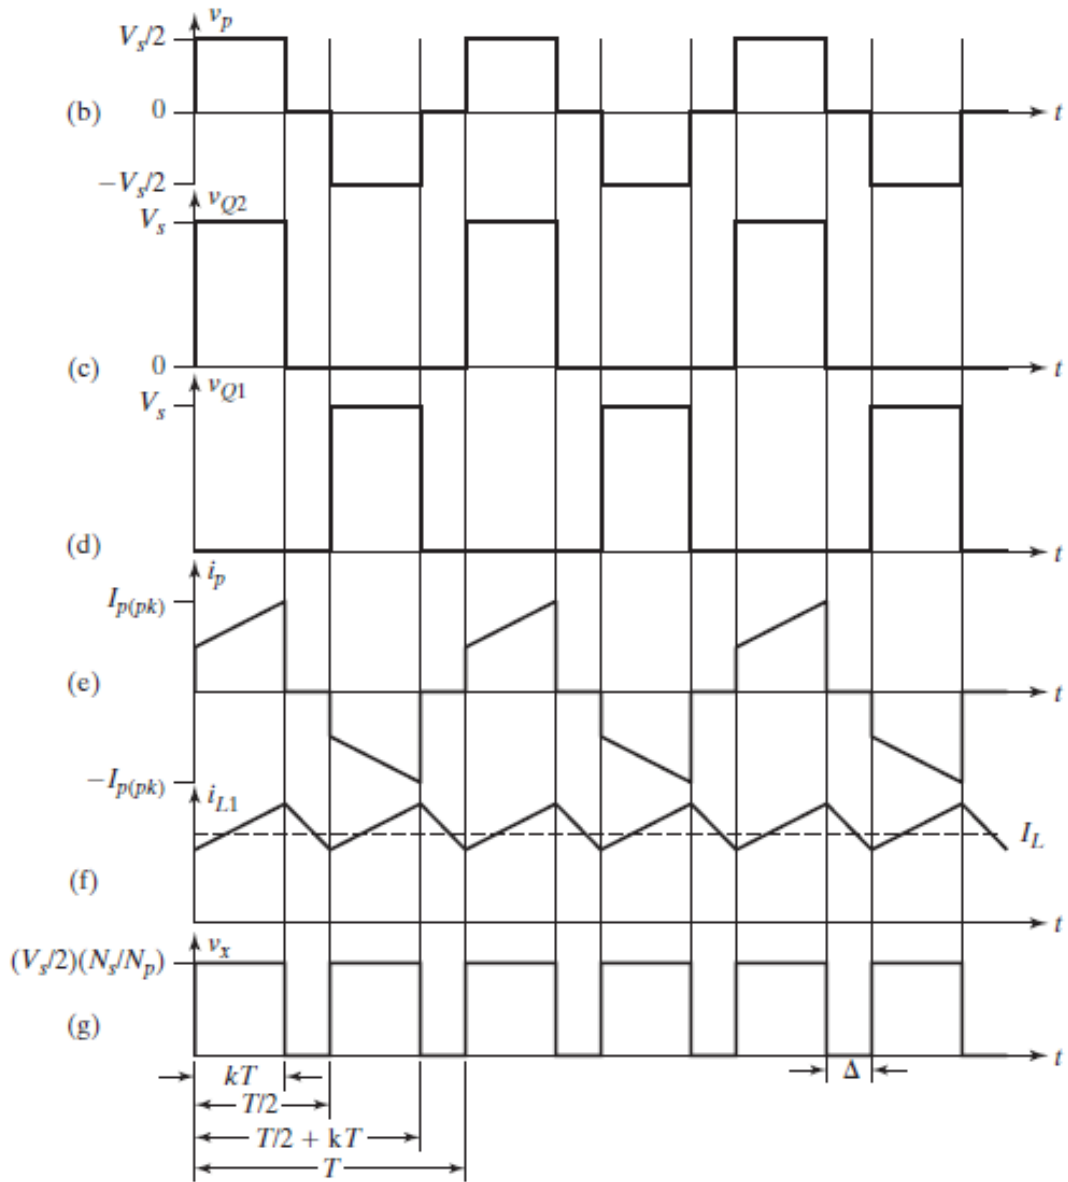 v_p
V_s/2
(b)
0
t
−V_s/2
v_Q2
V_s
(c)
0
t
v_Q1
V_s
(d)
t
i_p
I_p(pk)
(e)
t
−I_p(pk)
i_L1
I_L
(f)
t
v_x
(V_s/2)(N_s/N_p)
(g)
t
kT
Δ
T/2
T/2 + kT
T